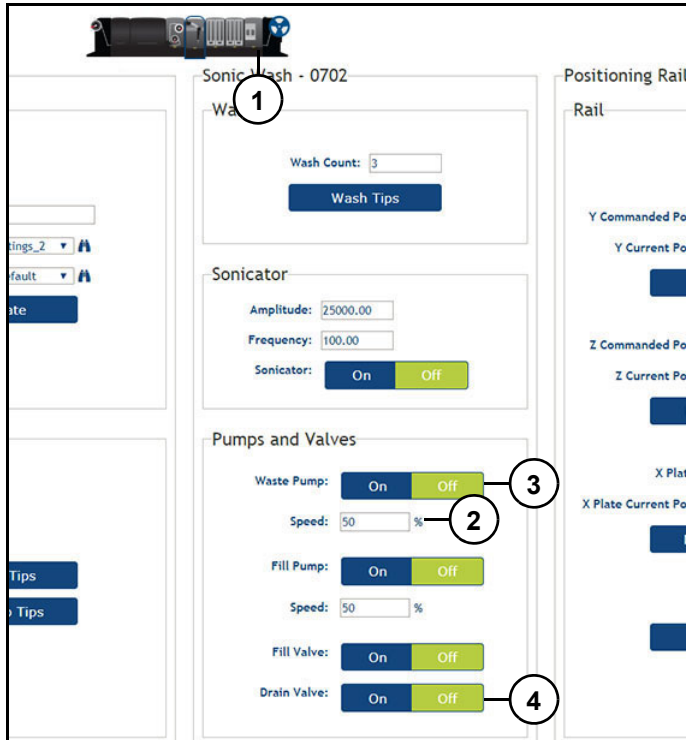 1
Sonic Wash - 0702
Wash Count: 3
Wash Tips
Sonicator
Amplitude: 25000.00
Frequency: 100.00
Sonicator: On Off
Pumps and Valves
Waste Pump: On Off 3
Speed: 50 % 2
Fill Pump: On Off
Speed: 50 %
Fill Valve: On Off
Drain Valve: On Off 4
tings_2
fault
ate
Tips
Tips
Positioning Rail
Rail
Y Commanded Po
Y Current Po
Z Commanded Po
Z Current Po
X Plat
X Plate Current Po